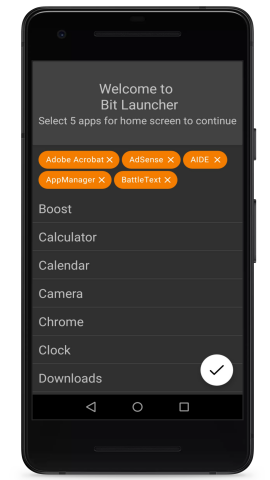 Welcome to
Bit Launcher
Select 5 apps for home screen to continue
Adobe Acrobat × AdSense × AIDE ×
AppManager × BattleText ×
Boost
Calculator
Calendar
Camera
Chrome
Clock
Downloads